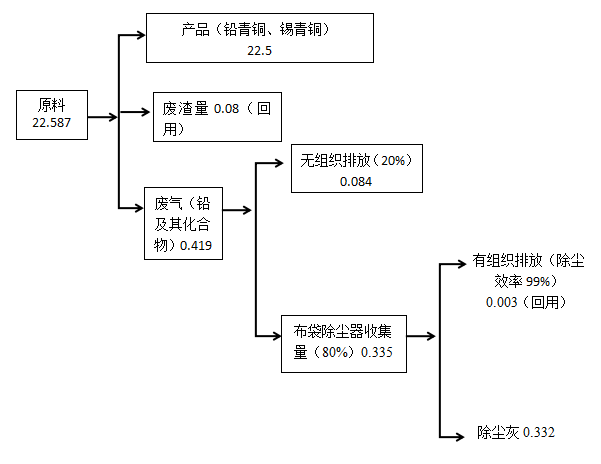 产品（铅青铜、锡青铜）
22.5
原料
22.587
废渣量 0.08（回
用）
无组织排放（20%）
0.084
废气（铅
及其化合
物）0.419
有组织排放（除尘
效率 99%）
0.003（回用）
布袋除尘器收集
量（80%）0.335
除尘灰 0.332